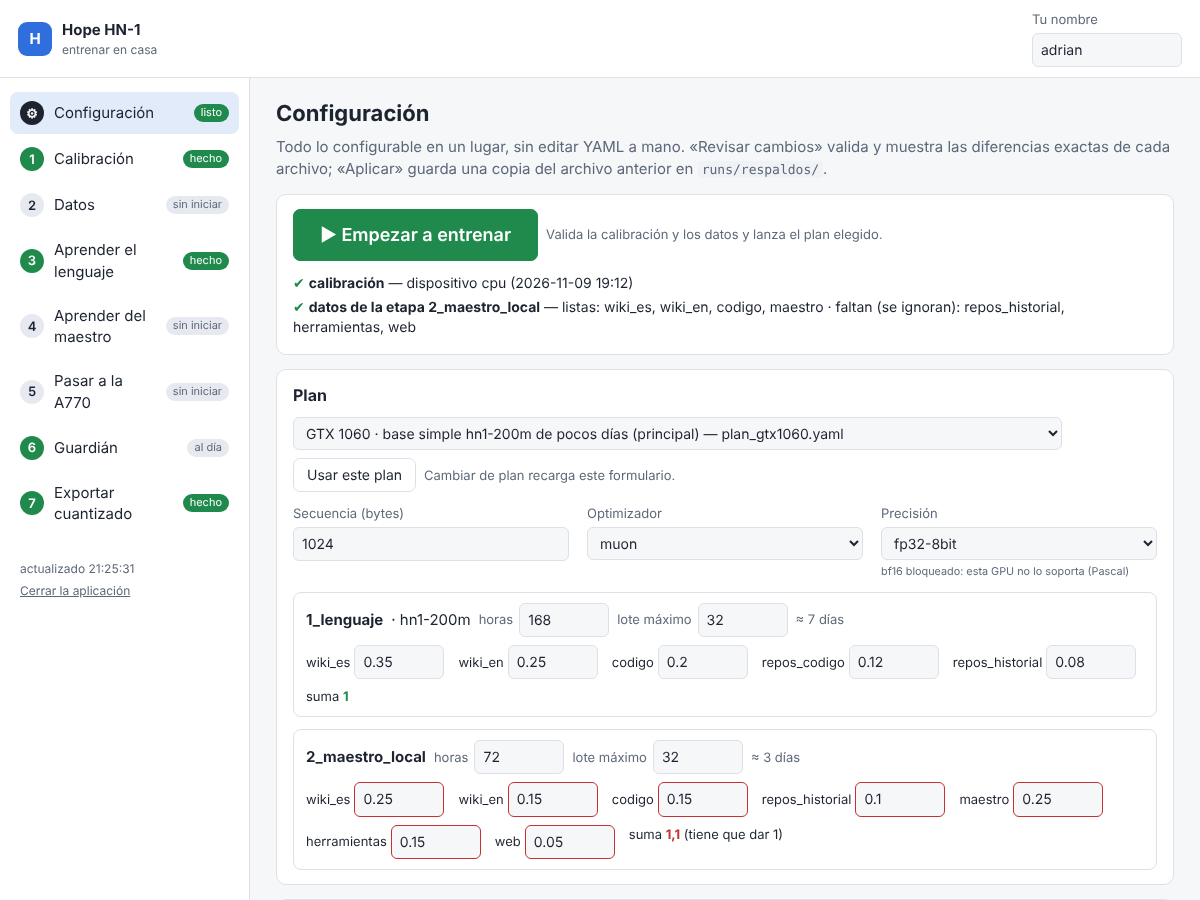 H
Hope HN-1
entrenar en casa
Tu nombre
adrian
Configuración listo
1 Calibración hecho
2 Datos sin iniciar
3 Aprender el lenguaje hecho
4 Aprender del maestro sin iniciar
5 Pasar a la A770 sin iniciar
6 Guardián al día
7 Exportar cuantizado hecho
actualizado 21:25:31
Cerrar la aplicación
Configuración
Todo lo configurable en un lugar, sin editar YAML a mano. «Revisar cambios» valida y muestra las diferencias exactas de cada
archivo; «Aplicar» guarda una copia del archivo anterior en runs/respaldos/ .
▶ Empezar a entrenar Valida la calibración y los datos y lanza el plan elegido.
✔ calibración — dispositivo cpu (2026-11-09 19:12)
✔ datos de la etapa 2_maestro_local — listas: wiki_es, wiki_en, codigo, maestro · faltan (se ignoran): repos_historial,
herramientas, web
Plan
GTX 1060 · base simple hn1-200m de pocos días (principal) — plan_gtx1060.yaml
Usar este plan Cambiar de plan recarga este formulario.
Secuencia (bytes) Optimizador Precisión
1024 muon fp32-8bit
bf16 bloqueado: esta GPU no lo soporta (Pascal)
1_lenguaje · hn1-200m horas 168 lote máximo 32 ≈ 7 días
wiki_es 0.35 wiki_en 0.25 codigo 0.2 repos_codigo 0.12 repos_historial 0.08
suma 1
2_maestro_local horas 72 lote máximo 32 ≈ 3 días
wiki_es 0.25 wiki_en 0.15 codigo 0.15 repos_historial 0.1 maestro 0.25
herramientas 0.15 web 0.05 suma 1,1 (tiene que dar 1)